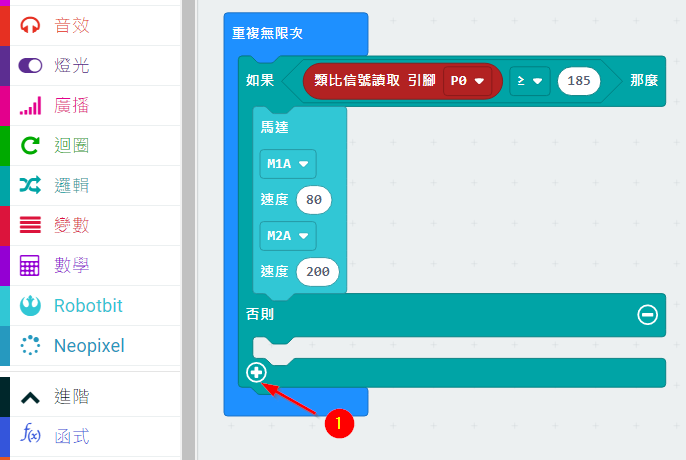 音效
燈光
廣播
迴圈
邏輯
變數
數學
Robotbit
Neopixel
進階
函式
重複無限次
如果 類比信號讀取 引腳 P0 ≥ 185 那麼
馬達
M1A
速度 80
M2A
速度 200
否則
1